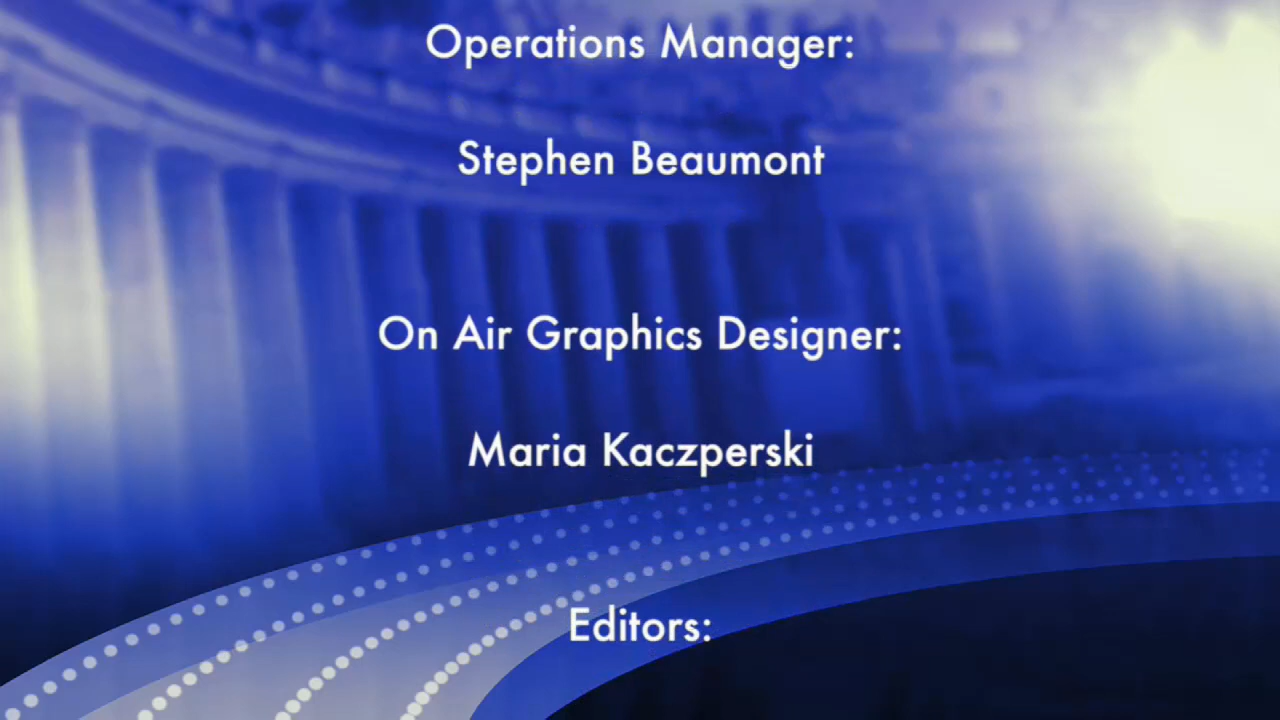 Operations Manager:
Stephen Beaumont
On Air Graphics Designer:
Maria Kaczperski
Editors: